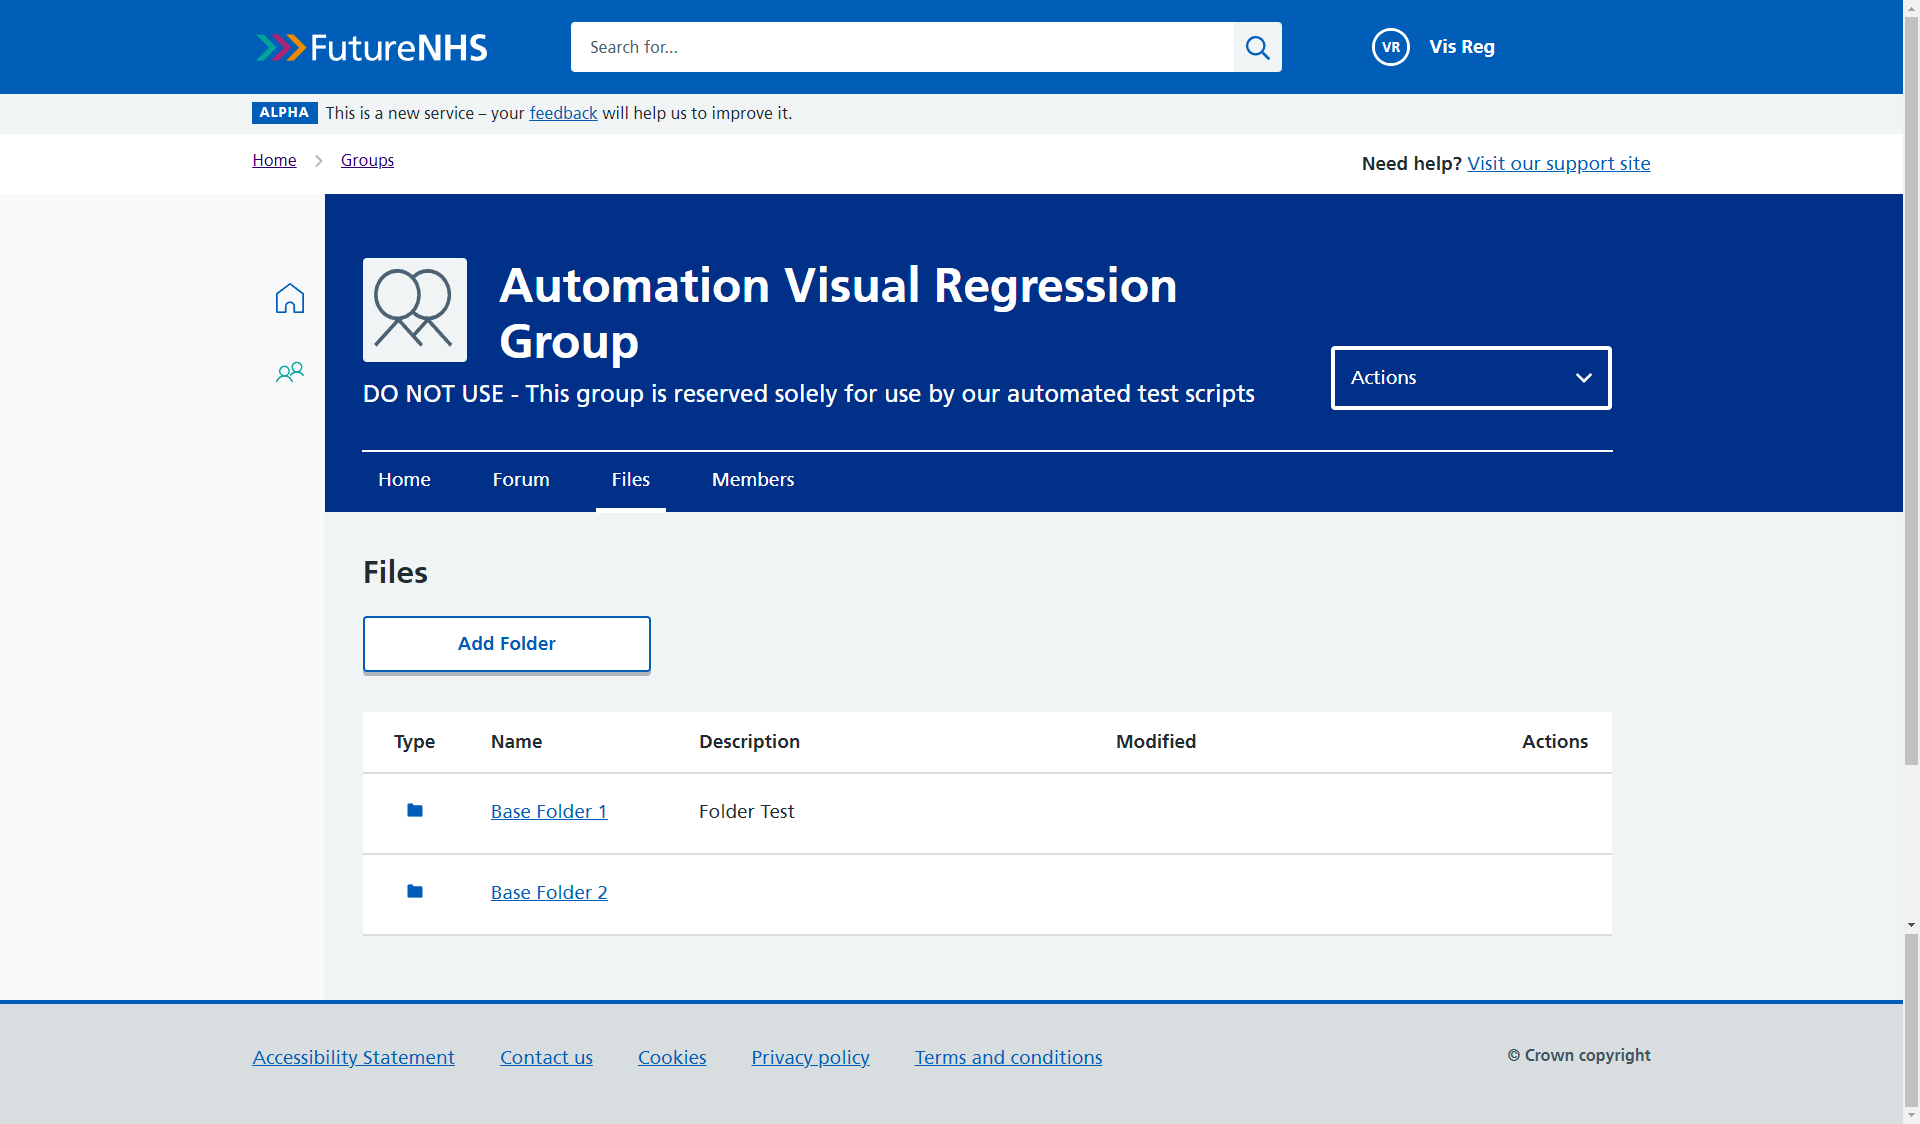 FutureNHS
Search for...
VR
Vis Reg
ALPHA This is a new service – your feedback will help us to improve it.
Home Groups
Need help? Visit our support site
Automation Visual Regression
Group
DO NOT USE - This group is reserved solely for use by our automated test scripts
Actions
Home Forum Files Members
Files
Add Folder
Type Name Description Modified Actions
Base Folder 1 Folder Test
Base Folder 2
Accessibility Statement Contact us Cookies Privacy policy Terms and conditions © Crown copyright